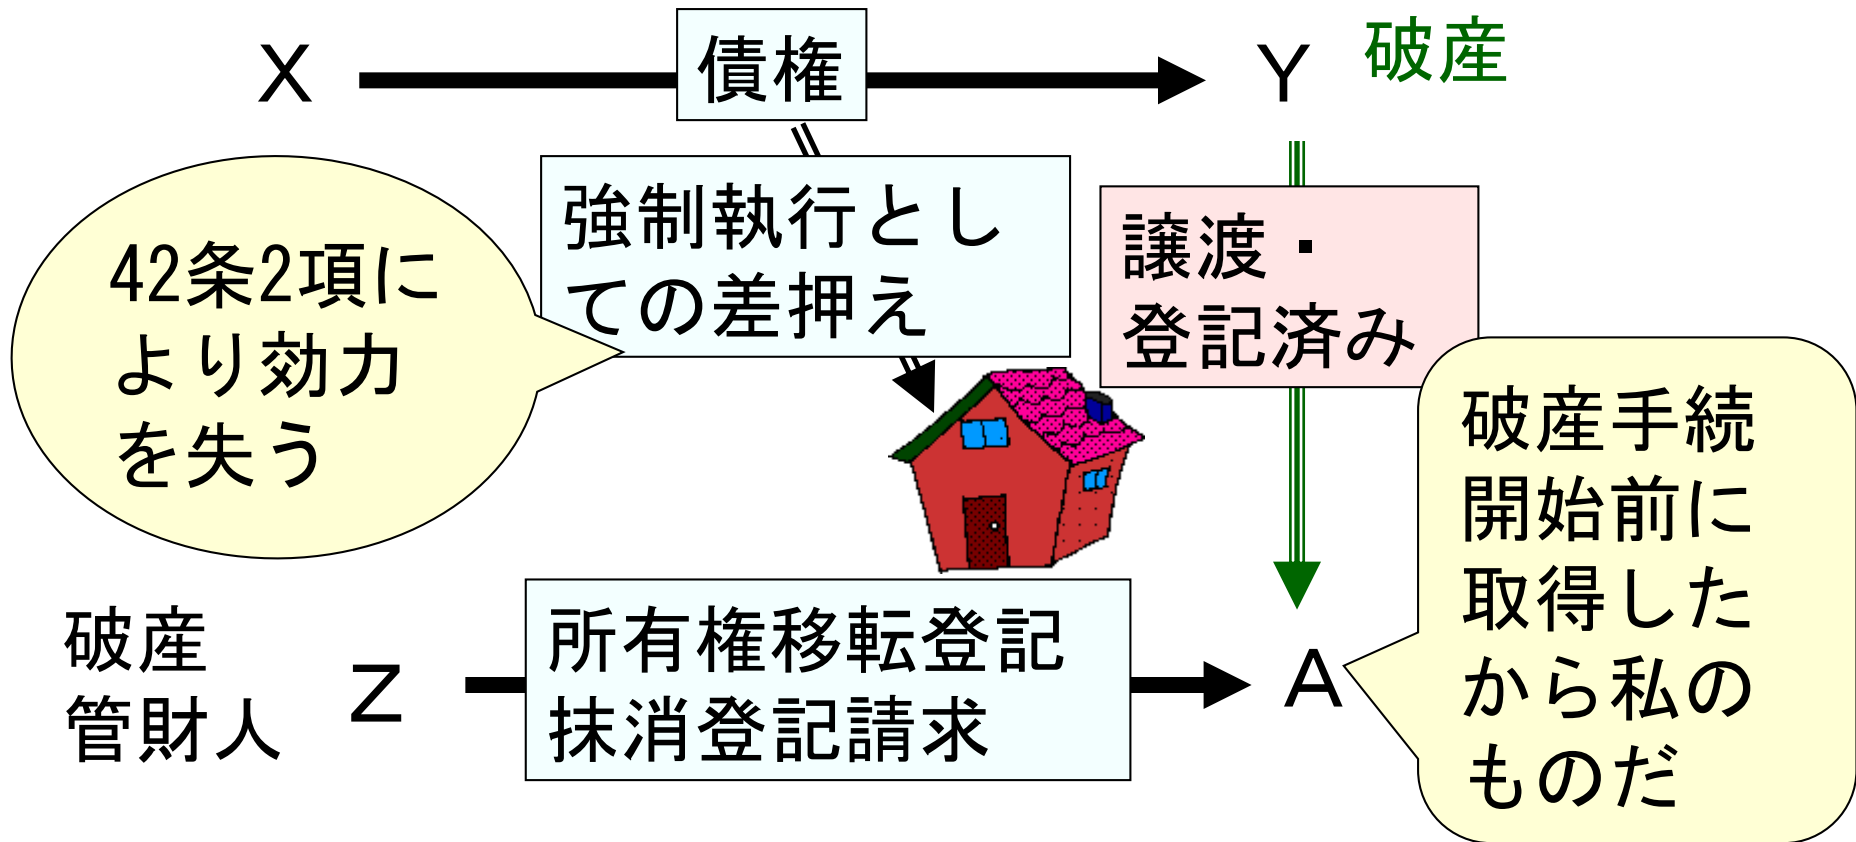 X
債権
Y
破産
42条2項に
より効力
を失う
強制執行とし
ての差押え
譲渡・
登記済み
破産手続
開始前に
取得した
から私の
ものだ
破産
管財人
Z
所有権移転登記
抹消登記請求
A